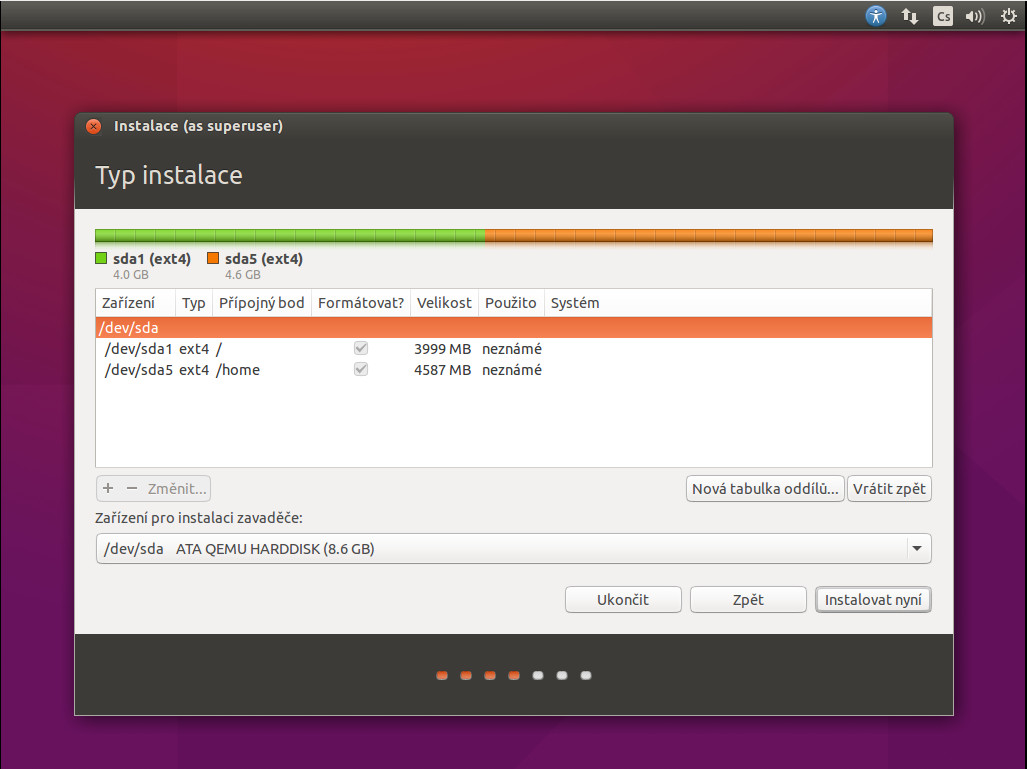 Cs
Instalace (as superuser)
Typ instalace
sda1 (ext4) sda5 (ext4)
4.0 GB 4.6 GB
Zařízení Typ Přípojný bod Formátovat? Velikost Použito Systém
/dev/sda
/dev/sda1 ext4 / 3999 MB neznámé
/dev/sda5 ext4 /home 4587 MB neznámé
+ − Změnit... Nová tabulka oddílů... Vrátit zpět
Zařízení pro instalaci zavaděče:
/dev/sda ATA QEMU HARDDISK (8.6 GB)
Ukončit Zpět Instalovat nyní